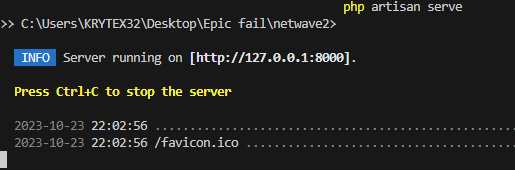 php artisan serve
>> C:\Users\KRYTEX32\Desktop\Epic fail\netwave2>
INFO Server running on [http://127.0.0.1:8000].
Press Ctrl+C to stop the server
2023-10-23 22:02:56 ....................................................
2023-10-23 22:02:56 /favicon.ico .......................................